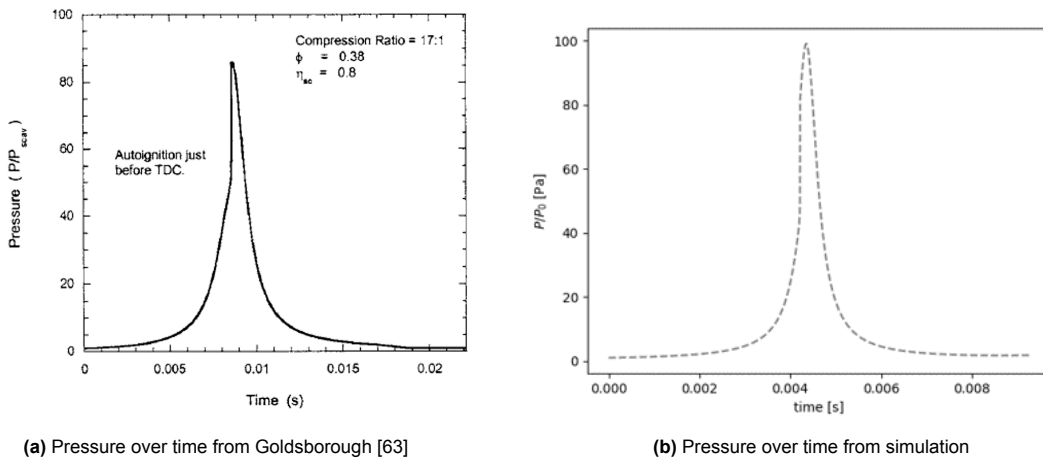 100
80
60
40
20
0
Pressure ( P/P_scav )
Compression Ratio = 17:1
ϕ = 0.38
η_sc = 0.8
Autoignition just
before TDC.
0 0.005 0.01 0.015 0.02
Time (s)
(a) Pressure over time from Goldsborough [63]
100
80
60
40
20
0
P/P_0 [Pa]
0.000 0.002 0.004 0.006 0.008
time [s]
(b) Pressure over time from simulation